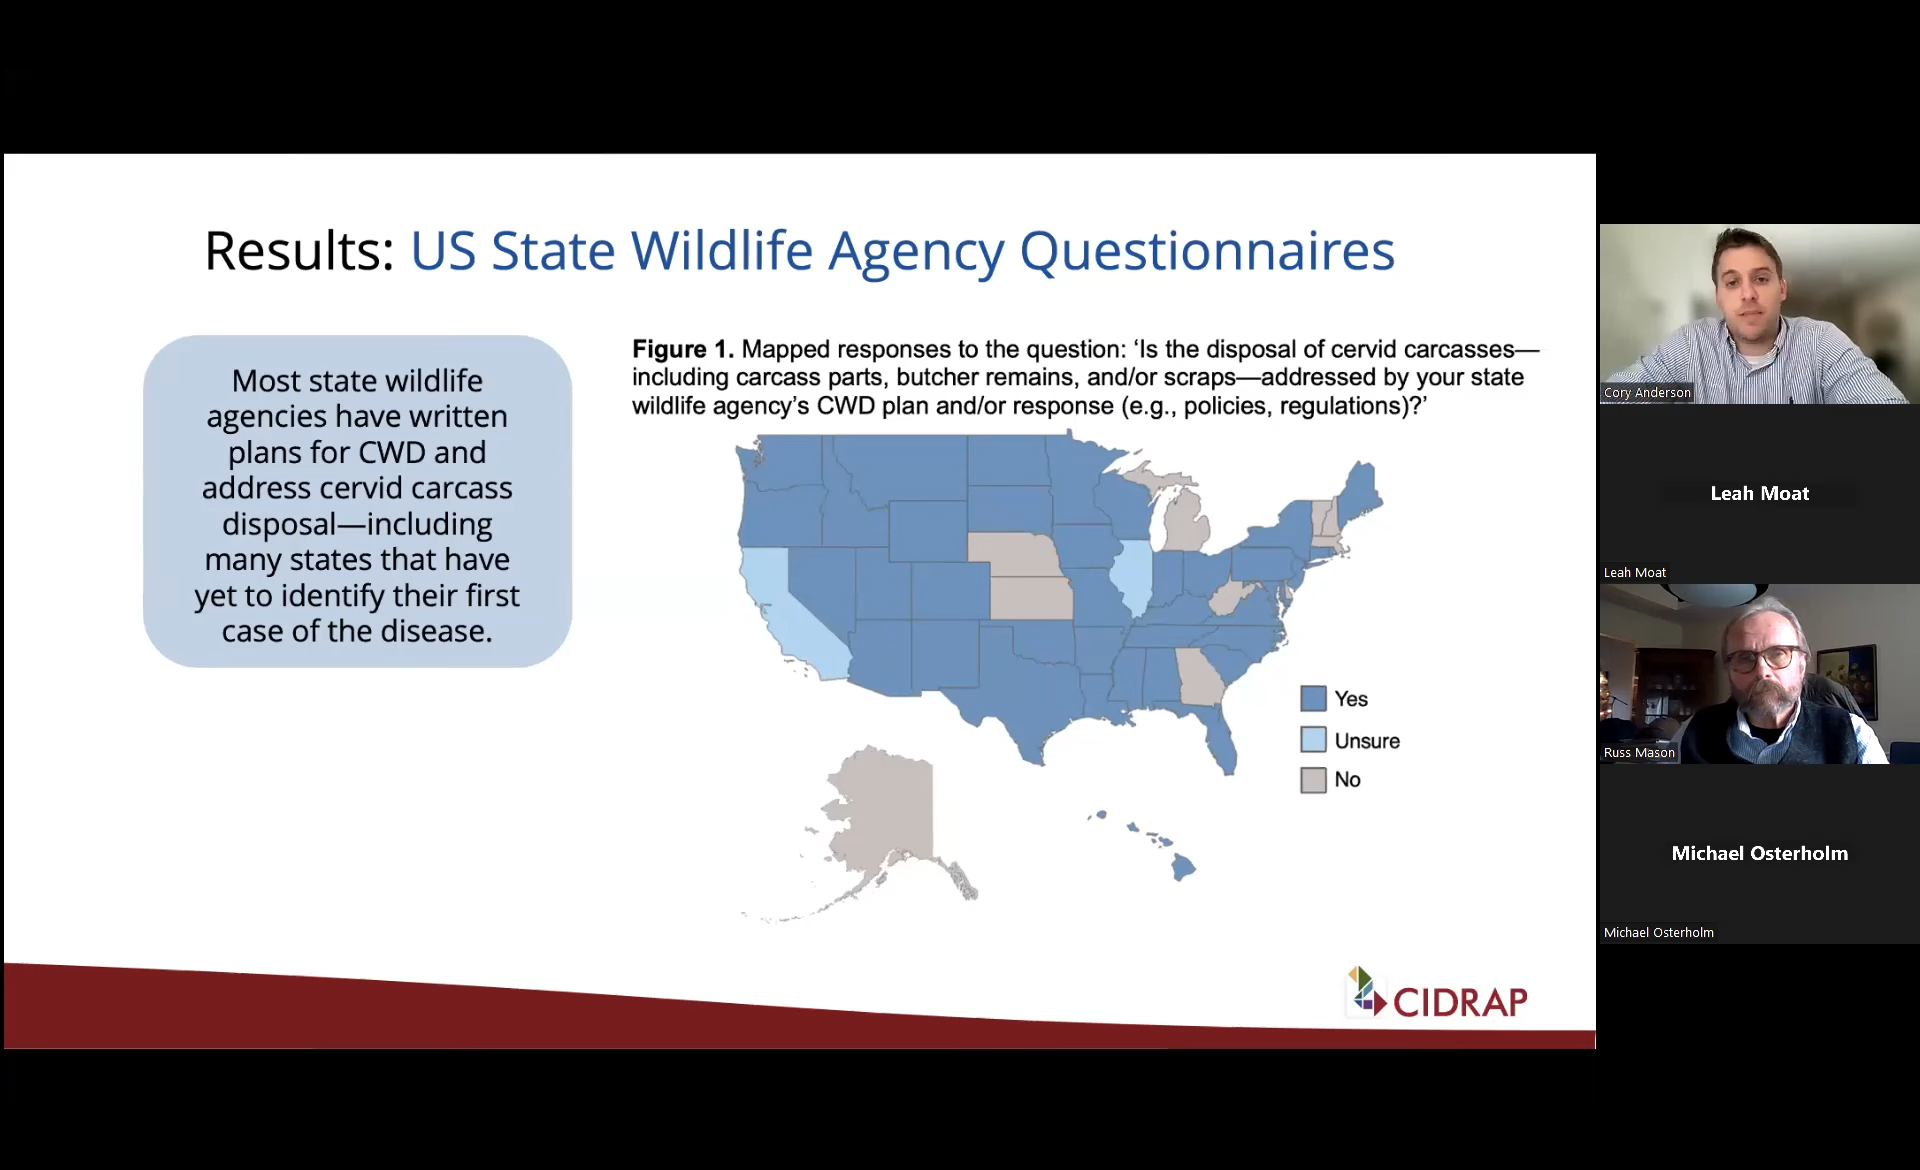 Results: US State Wildlife Agency Questionnaires
Most state wildlife
agencies have written
plans for CWD and
address cervid carcass
disposal—including
many states that have
yet to identify their first
case of the disease.
Figure 1. Mapped responses to the question: ‘Is the disposal of cervid carcasses—
including carcass parts, butcher remains, and/or scraps—addressed by your state
wildlife agency’s CWD plan and/or response (e.g., policies, regulations)?’
Yes
Unsure
No
CIDRAP
Cory Anderson
Leah Moat
Leah Moat
Russ Mason
Michael Osterholm
Michael Osterholm